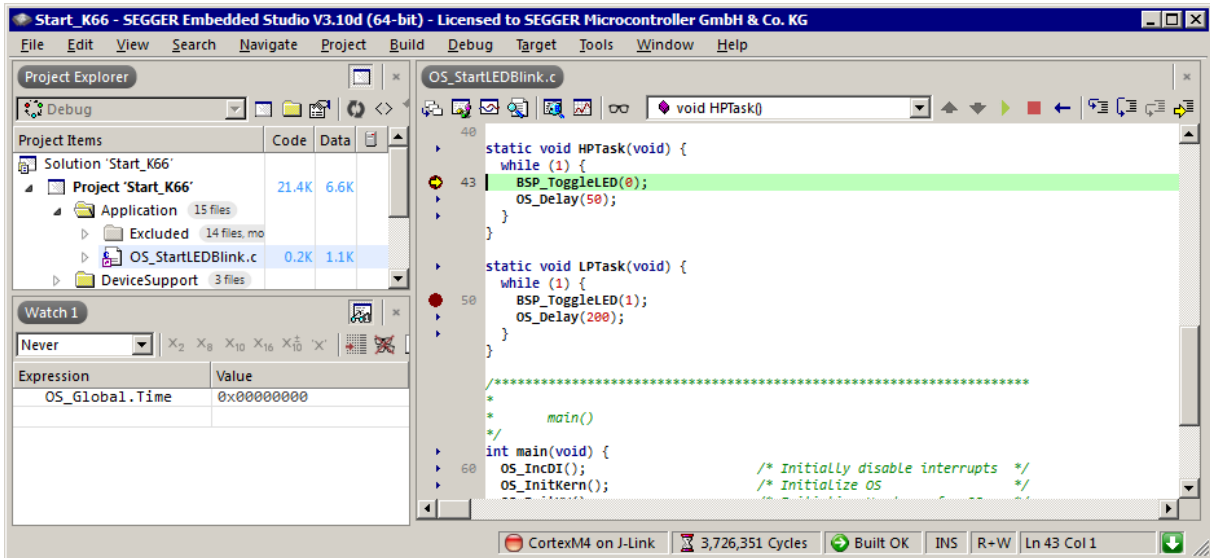 Start_K66 - SEGGER Embedded Studio V3.10d (64-bit) - Licensed to SEGGER Microcontroller GmbH & Co. KG
File Edit View Search Navigate Project Build Debug Target Tools Window Help
Project Explorer
Debug
Project Items Code Data
Solution 'Start_K66'
Project 'Start_K66' 21.4K 6.6K
Application 15 files
Excluded 14 files, mo
OS_StartLEDBlink.c 0.2K 1.1K
DeviceSupport 3 files
Watch 1
Never X2 X8 X10 X16 X±10 'X'
Expression Value
OS_Global.Time 0x00000000
OS_StartLEDBlink.c
void HPTask()
40
static void HPTask(void) {
while (1) {
43 BSP_ToggleLED(0);
OS_Delay(50);
}
}
static void LPTask(void) {
while (1) {
50 BSP_ToggleLED(1);
OS_Delay(200);
}
}
/*********************************************************************
*
* main()
*/
int main(void) {
60 OS_IncDI(); /* Initially disable interrupts */
OS_InitKern(); /* Initialize OS */
CortexM4 on J-Link 3,726,351 Cycles Built OK INS R+W Ln 43 Col 1